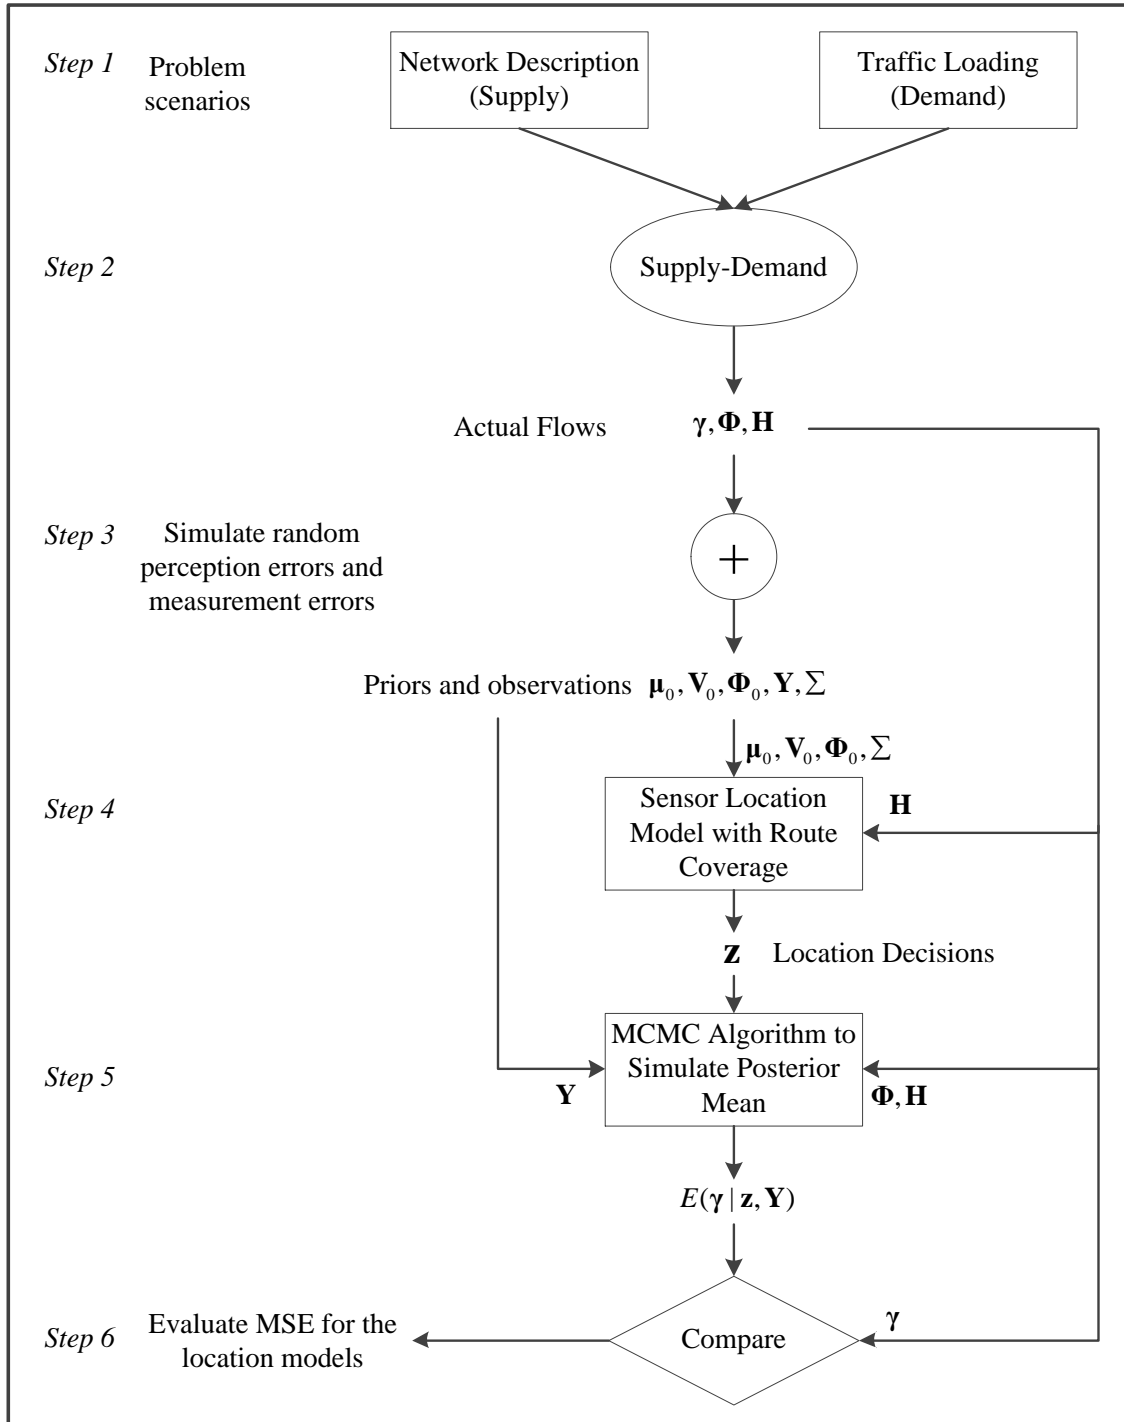 Step 1
Problem
scenarios
Network Description
(Supply)
Traffic Loading
(Demand)
Step 2
Supply-Demand
Actual Flows
γ, Φ, H
Step 3
Simulate random
perception errors and
measurement errors
+
Priors and observations
μ₀, V₀, Φ₀, Y, Σ
μ₀, V₀, Φ₀, Σ
Step 4
Sensor Location
Model with Route
Coverage
H
z
Location Decisions
Step 5
MCMC Algorithm to
Simulate Posterior
Mean
Y
Φ, H
E(γ | z, Y)
Step 6
Evaluate MSE for the
location models
Compare
γ